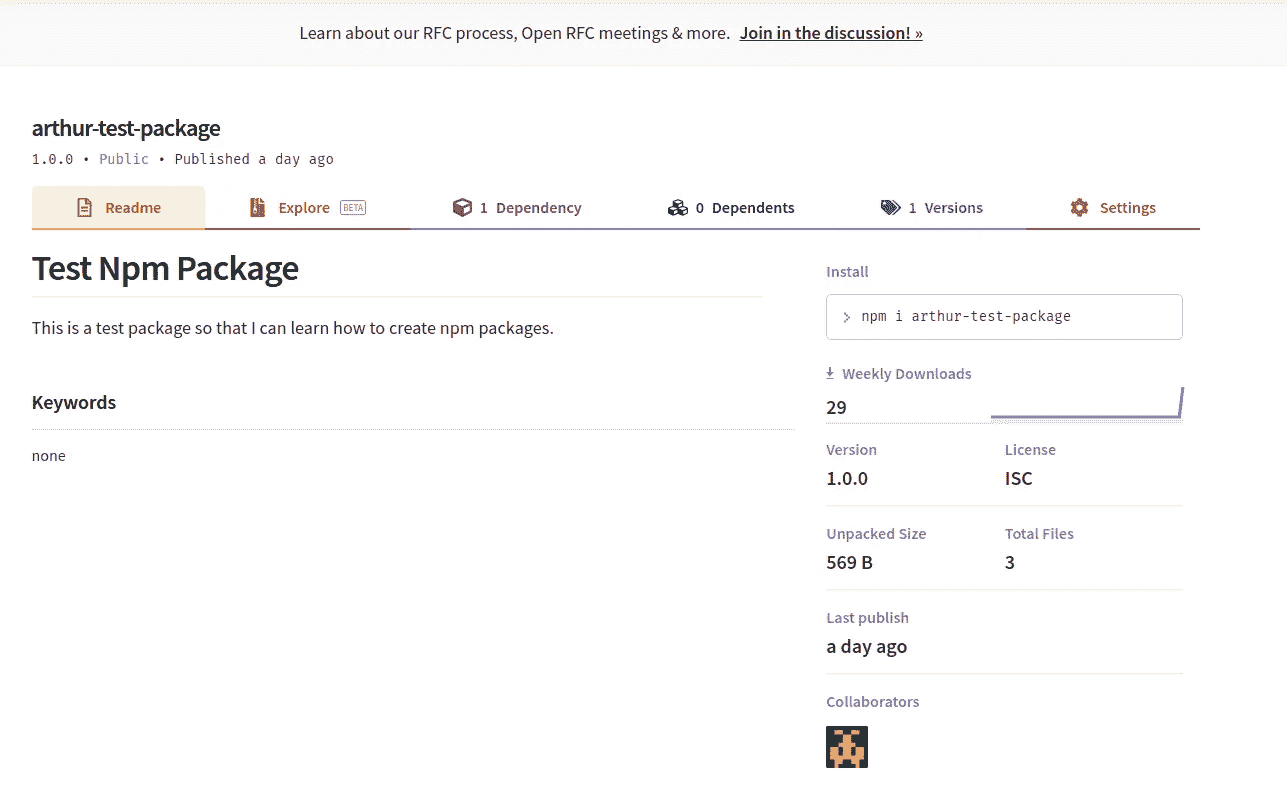 Learn about our RFC process, Open RFC meetings & more. Join in the discussion! »
arthur-test-package
1.0.0 • Public • Published a day ago
Readme
Explore BETA
1 Dependency
0 Dependents
1 Versions
Settings
Test Npm Package
This is a test package so that I can learn how to create npm packages.
Keywords
none
Install
> npm i arthur-test-package
Weekly Downloads
29
Version
License
1.0.0
ISC
Unpacked Size
Total Files
569 B
3
Last publish
a day ago
Collaborators